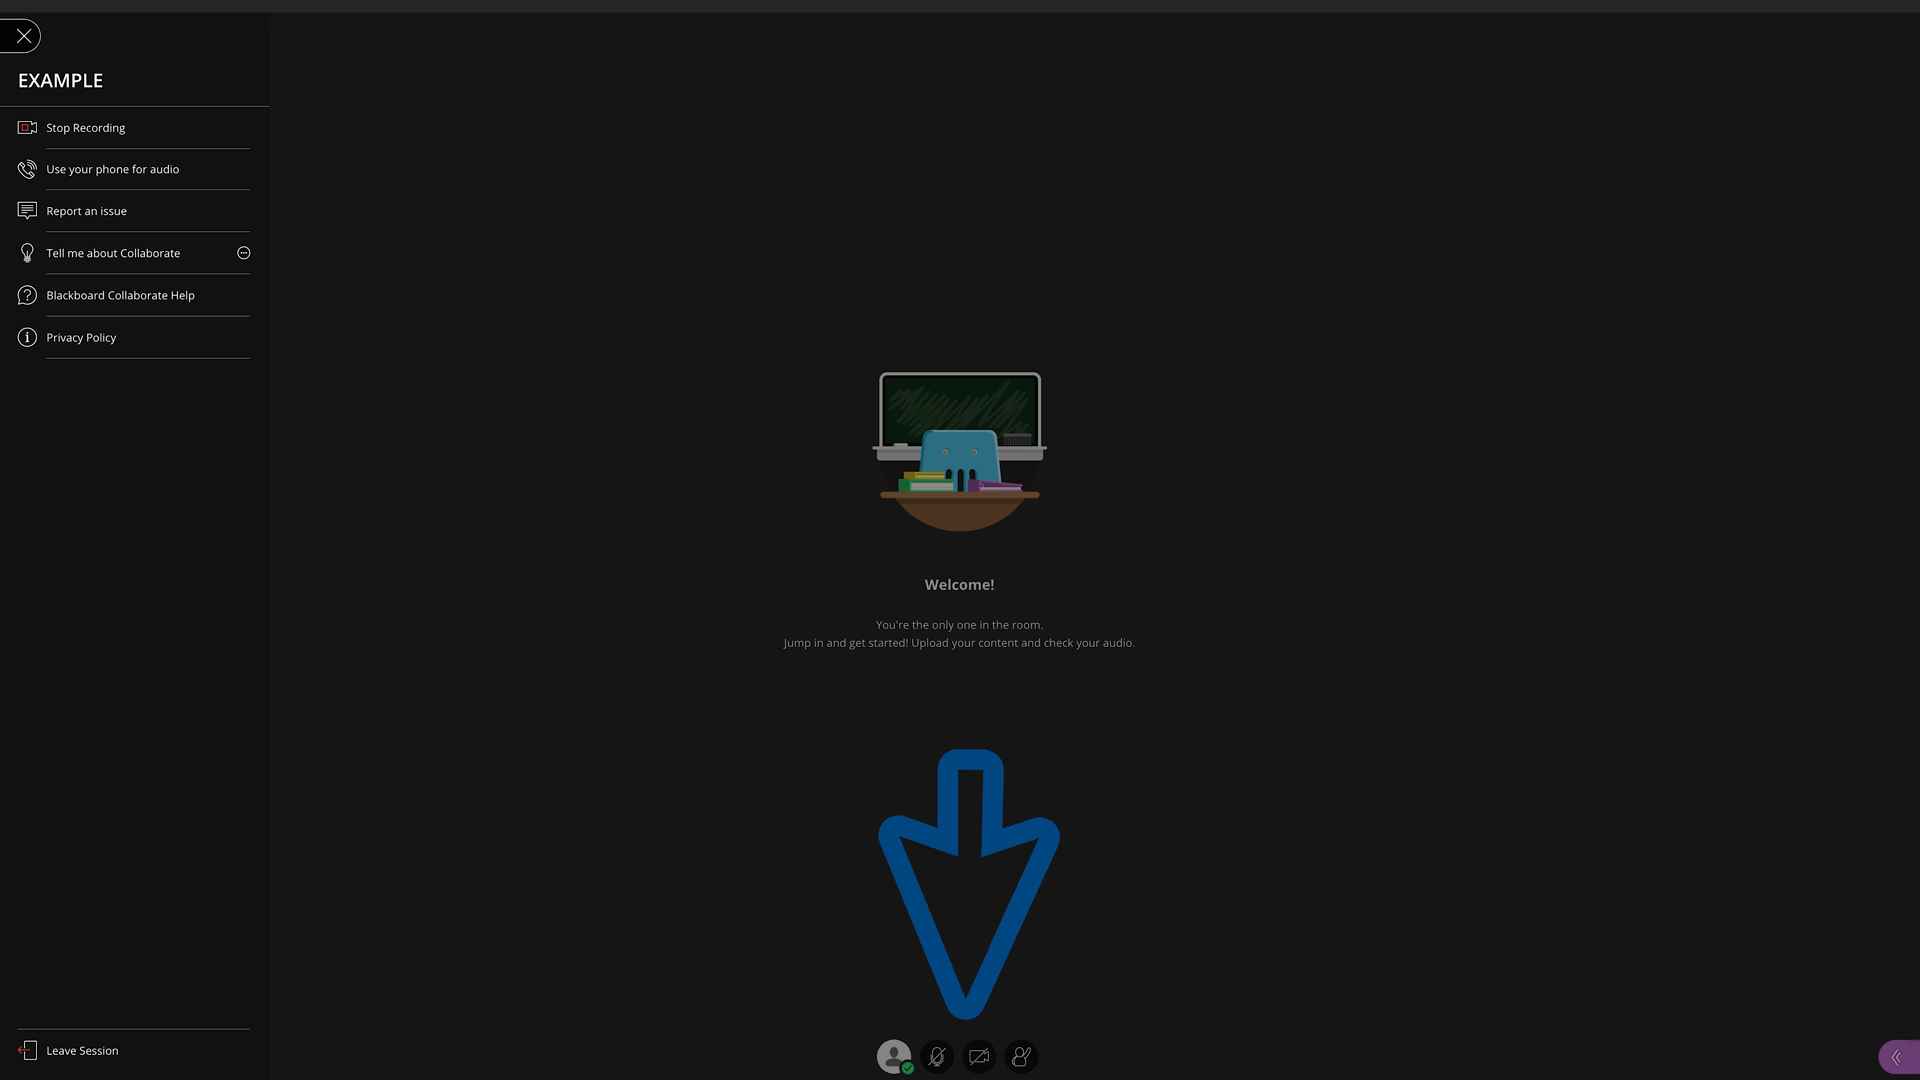 EXAMPLE
Stop Recording
Use your phone for audio
Report an issue
Tell me about Collaborate
Blackboard Collaborate Help
Privacy Policy
Welcome!
You're the only one in the room.
Jump in and get started! Upload your content and check your audio.
Leave Session